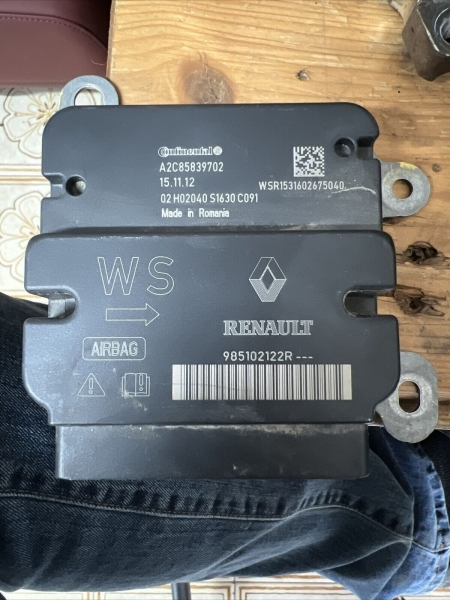 Continental
A2C85839702
15.11.12
WSR1531602675040
02 H02040 S1630 C091
Made in Romania
WS
RENAULT
AIRBAG
985102122R ---